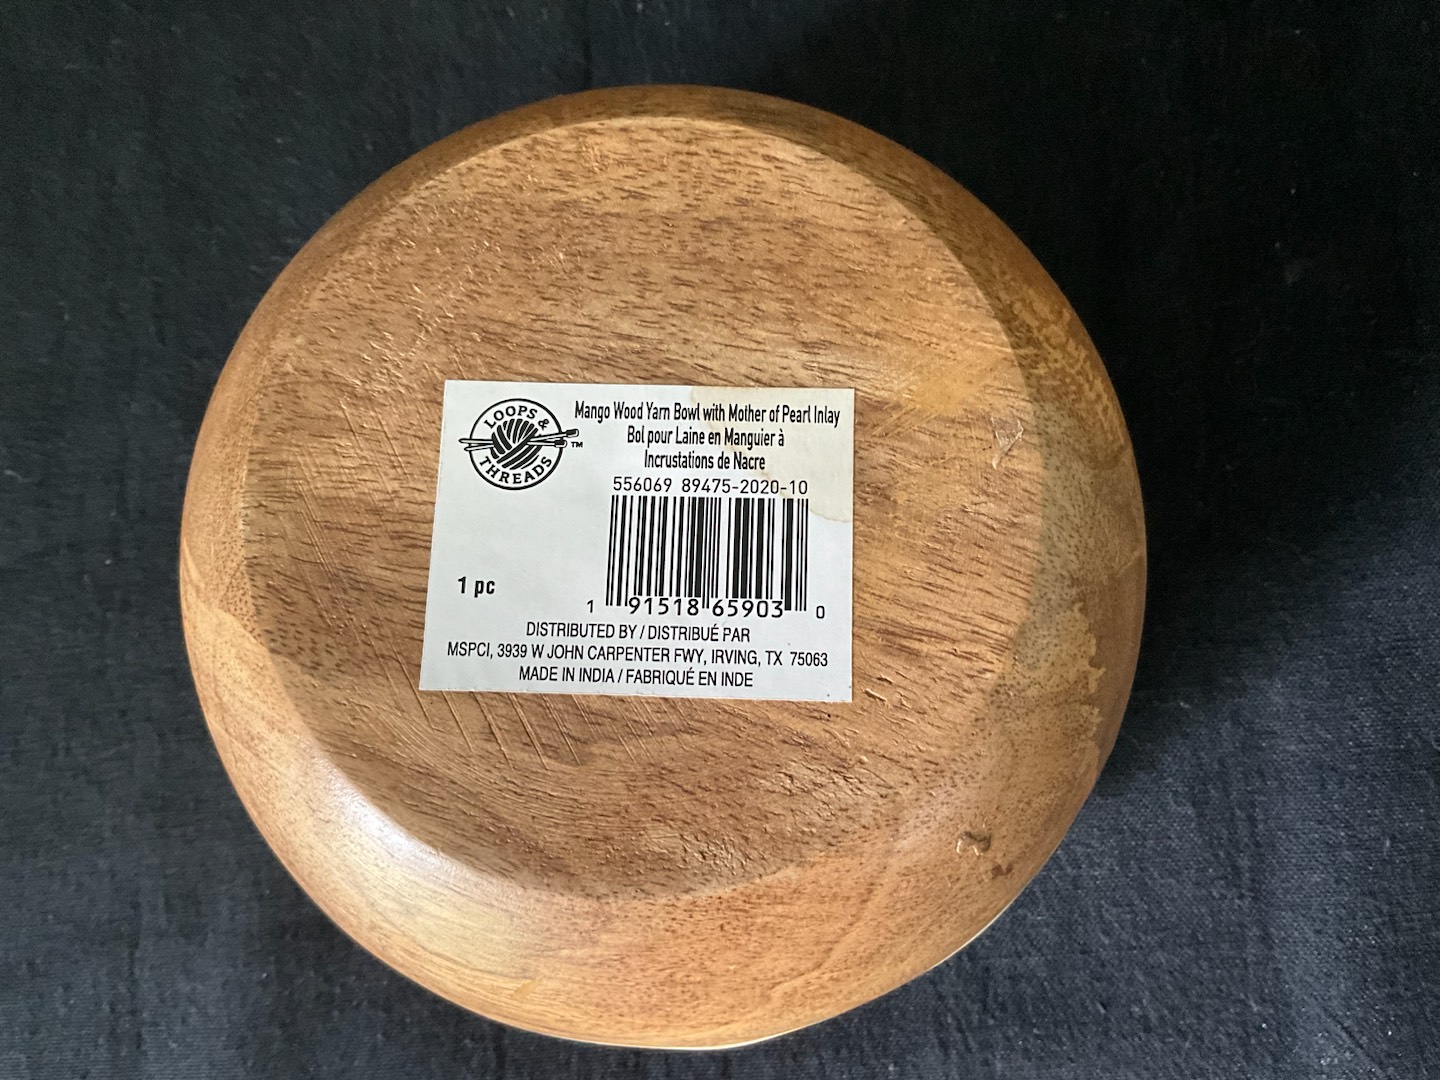 LOOPS &
THREADS
™
Mango Wood Yarn Bowl with Mother of Pearl Inlay
Bol pour Laine en Manguier à
Incrustations de Nacre
556069 89475-2020-10
1 pc
1 91518 65903 0
DISTRIBUTED BY / DISTRIBUÉ PAR
MSPCI, 3939 W JOHN CARPENTER FWY, IRVING, TX 75063
MADE IN INDIA / FABRIQUÉ EN INDE